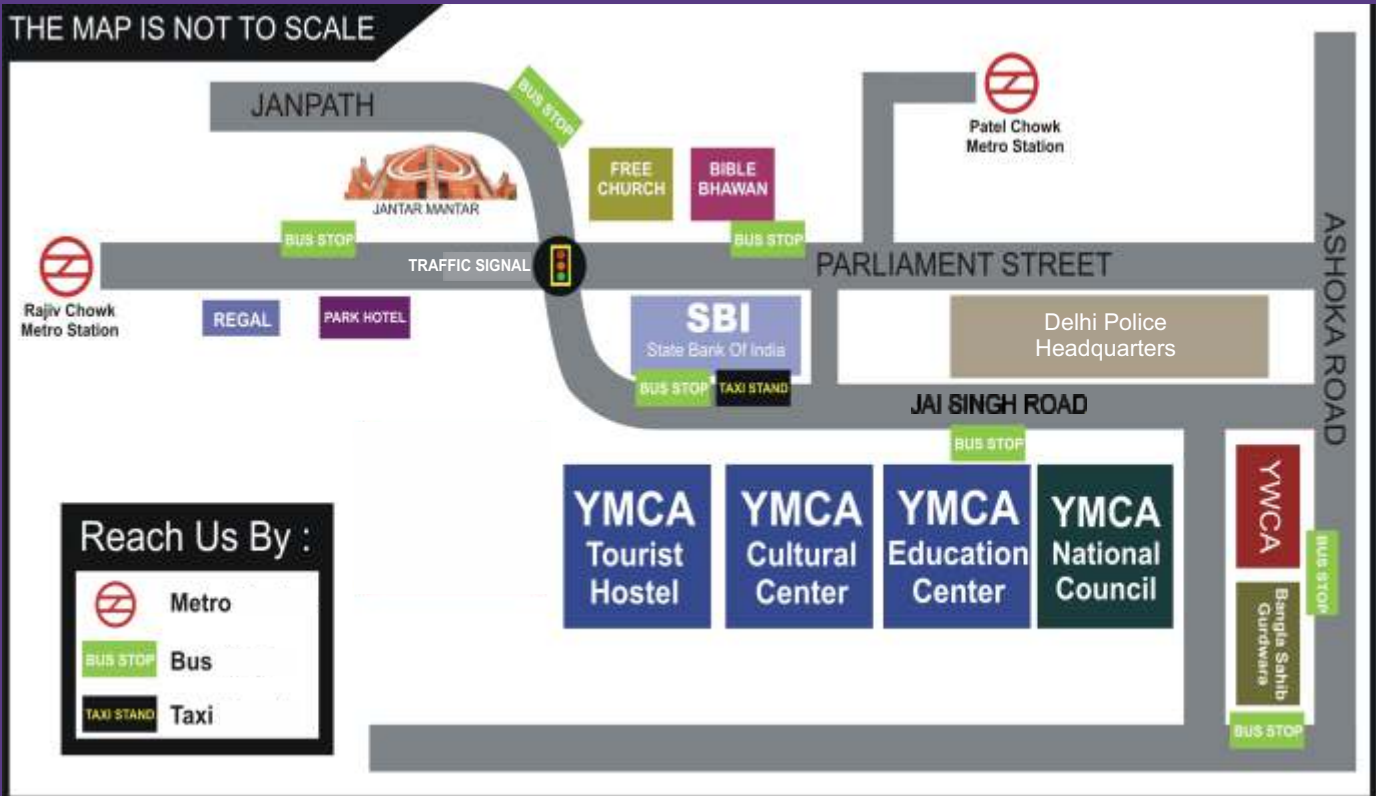 THE MAP IS NOT TO SCALE
JANPATH
BUS STOP
Patel Chowk
Metro Station
FREE
CHURCH
BIBLE
BHAWAN
JANTAR MANTAR
BUS STOP
BUS STOP
TRAFFIC SIGNAL
PARLIAMENT STREET
ASHOKA ROAD
Rajiv Chowk
Metro Station
REGAL
PARK HOTEL
SBI
State Bank Of India
Delhi Police
Headquarters
BUS STOP
TAXI STAND
JAI SINGH ROAD
BUS STOP
YMCA
Tourist
Hostel
YMCA
Cultural
Center
YMCA
Education
Center
YMCA
National
Council
YWCA
BUS STOP
Bangla Sahib
Gurdwara
BUS STOP
Reach Us By :
Metro
BUS STOP
Bus
TAXI STAND
Taxi